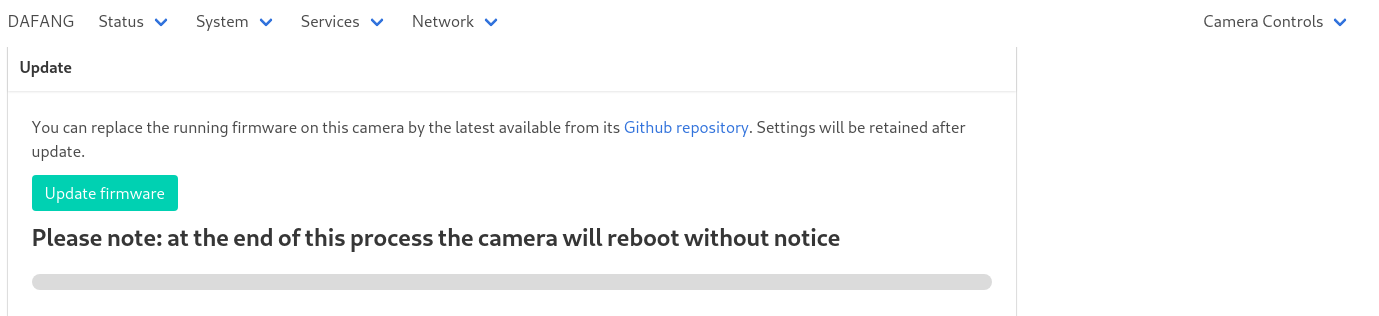 DAFANG Status System Services Network Camera Controls
Update
You can replace the running firmware on this camera by the latest available from its Github repository. Settings will be retained after
update.
Update firmware
Please note: at the end of this process the camera will reboot without notice